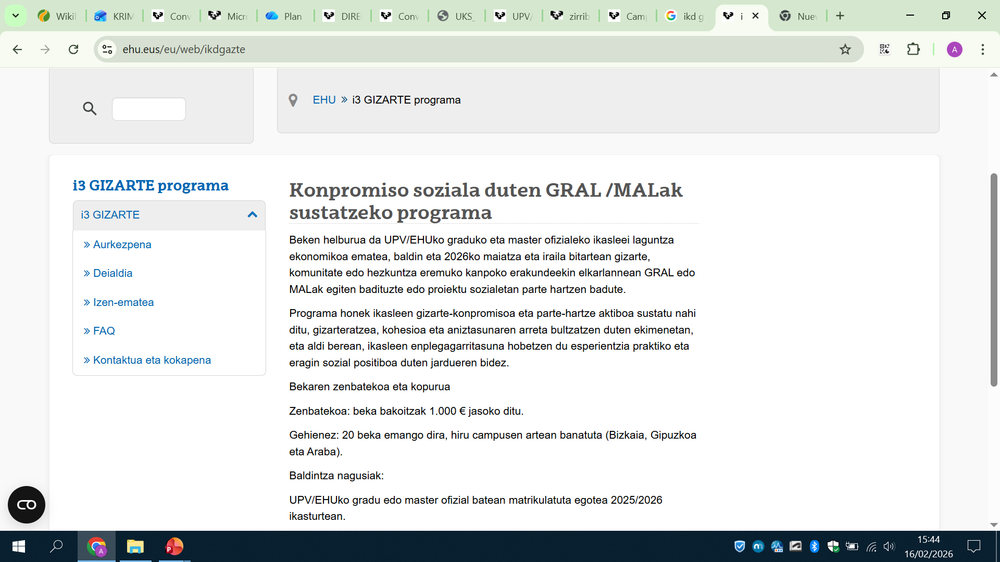 Wikil
KRIM
Conv
Micro
Plan
DIRE
Conv
UKS_
UPV/
zirrib
Camp
ikd g
i
Nuev
ehu.eus/eu/web/ikdgazte
A
EHU » i3 GIZARTE programa
i3 GIZARTE programa
i3 GIZARTE
» Aurkezpena
» Deialdia
» Izen-ematea
» FAQ
» Kontaktua eta kokapena
Konpromiso soziala duten GRAL /MALak
sustatzeko programa
Beken helburua da UPV/EHUko graduko eta master ofizialeko ikasleei laguntza
ekonomikoa ematea, baldin eta 2026ko maiatza eta iraila bitartean gizarte,
komunitate edo hezkuntza eremuko kanpoko erakundeekin elkarlannean GRAL edo
MALak egiten badituzte edo proiektu sozialetan parte hartzen badute.
Programa honek ikasleen gizarte-konpromisoa eta parte-hartze aktiboa sustatu nahi
ditu, gizarteratzea, kohesioa eta aniztasunaren arreta bultzatzen duten ekimenetan,
eta aldi berean, ikasleen enplegagarritasuna hobetzen du esperientzia praktiko eta
eragin sozial positiboa duten jardueren bidez.
Bekaren zenbatekoa eta kopurua
Zenbatekoa: beka bakoitzak 1.000 € jasoko ditu.
Gehienez: 20 beka emango dira, hiru campusen artean banatuta (Bizkaia, Gipuzkoa
eta Araba).
Baldintza nagusiak:
UPV/EHUko gradu edo master ofizial batean matrikulatuta egotea 2025/2026
ikasturtean.
15:44
16/02/2026